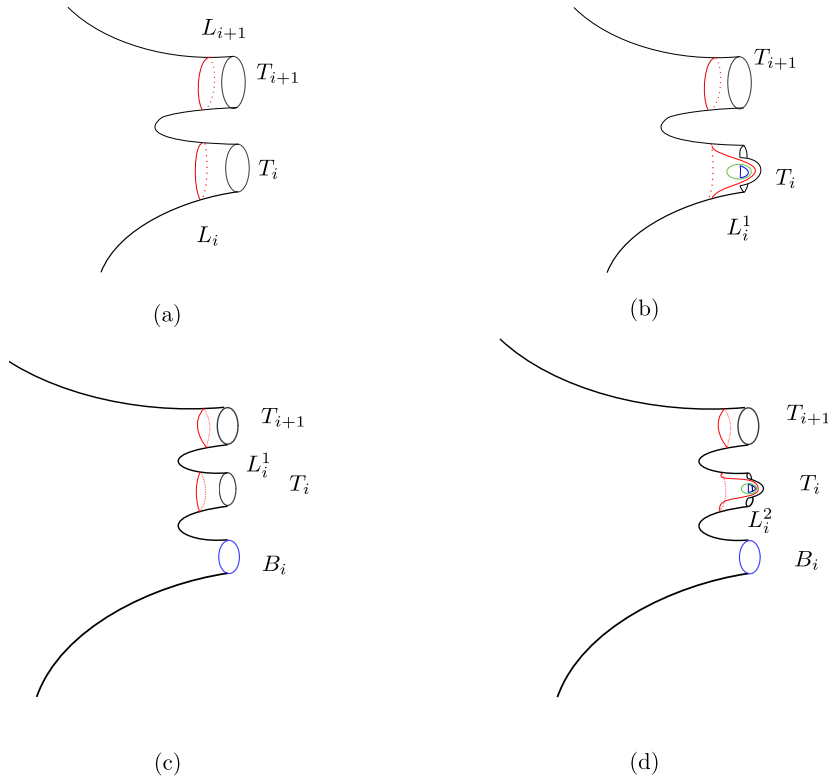 L_{i+1}
T_{i+1}
T_i
L_i
(a)
T_{i+1}
T_i
L_i^1
(b)
T_{i+1}
L_i^1
T_i
B_i
(c)
T_{i+1}
T_i
L_i^2
B_i
(d)